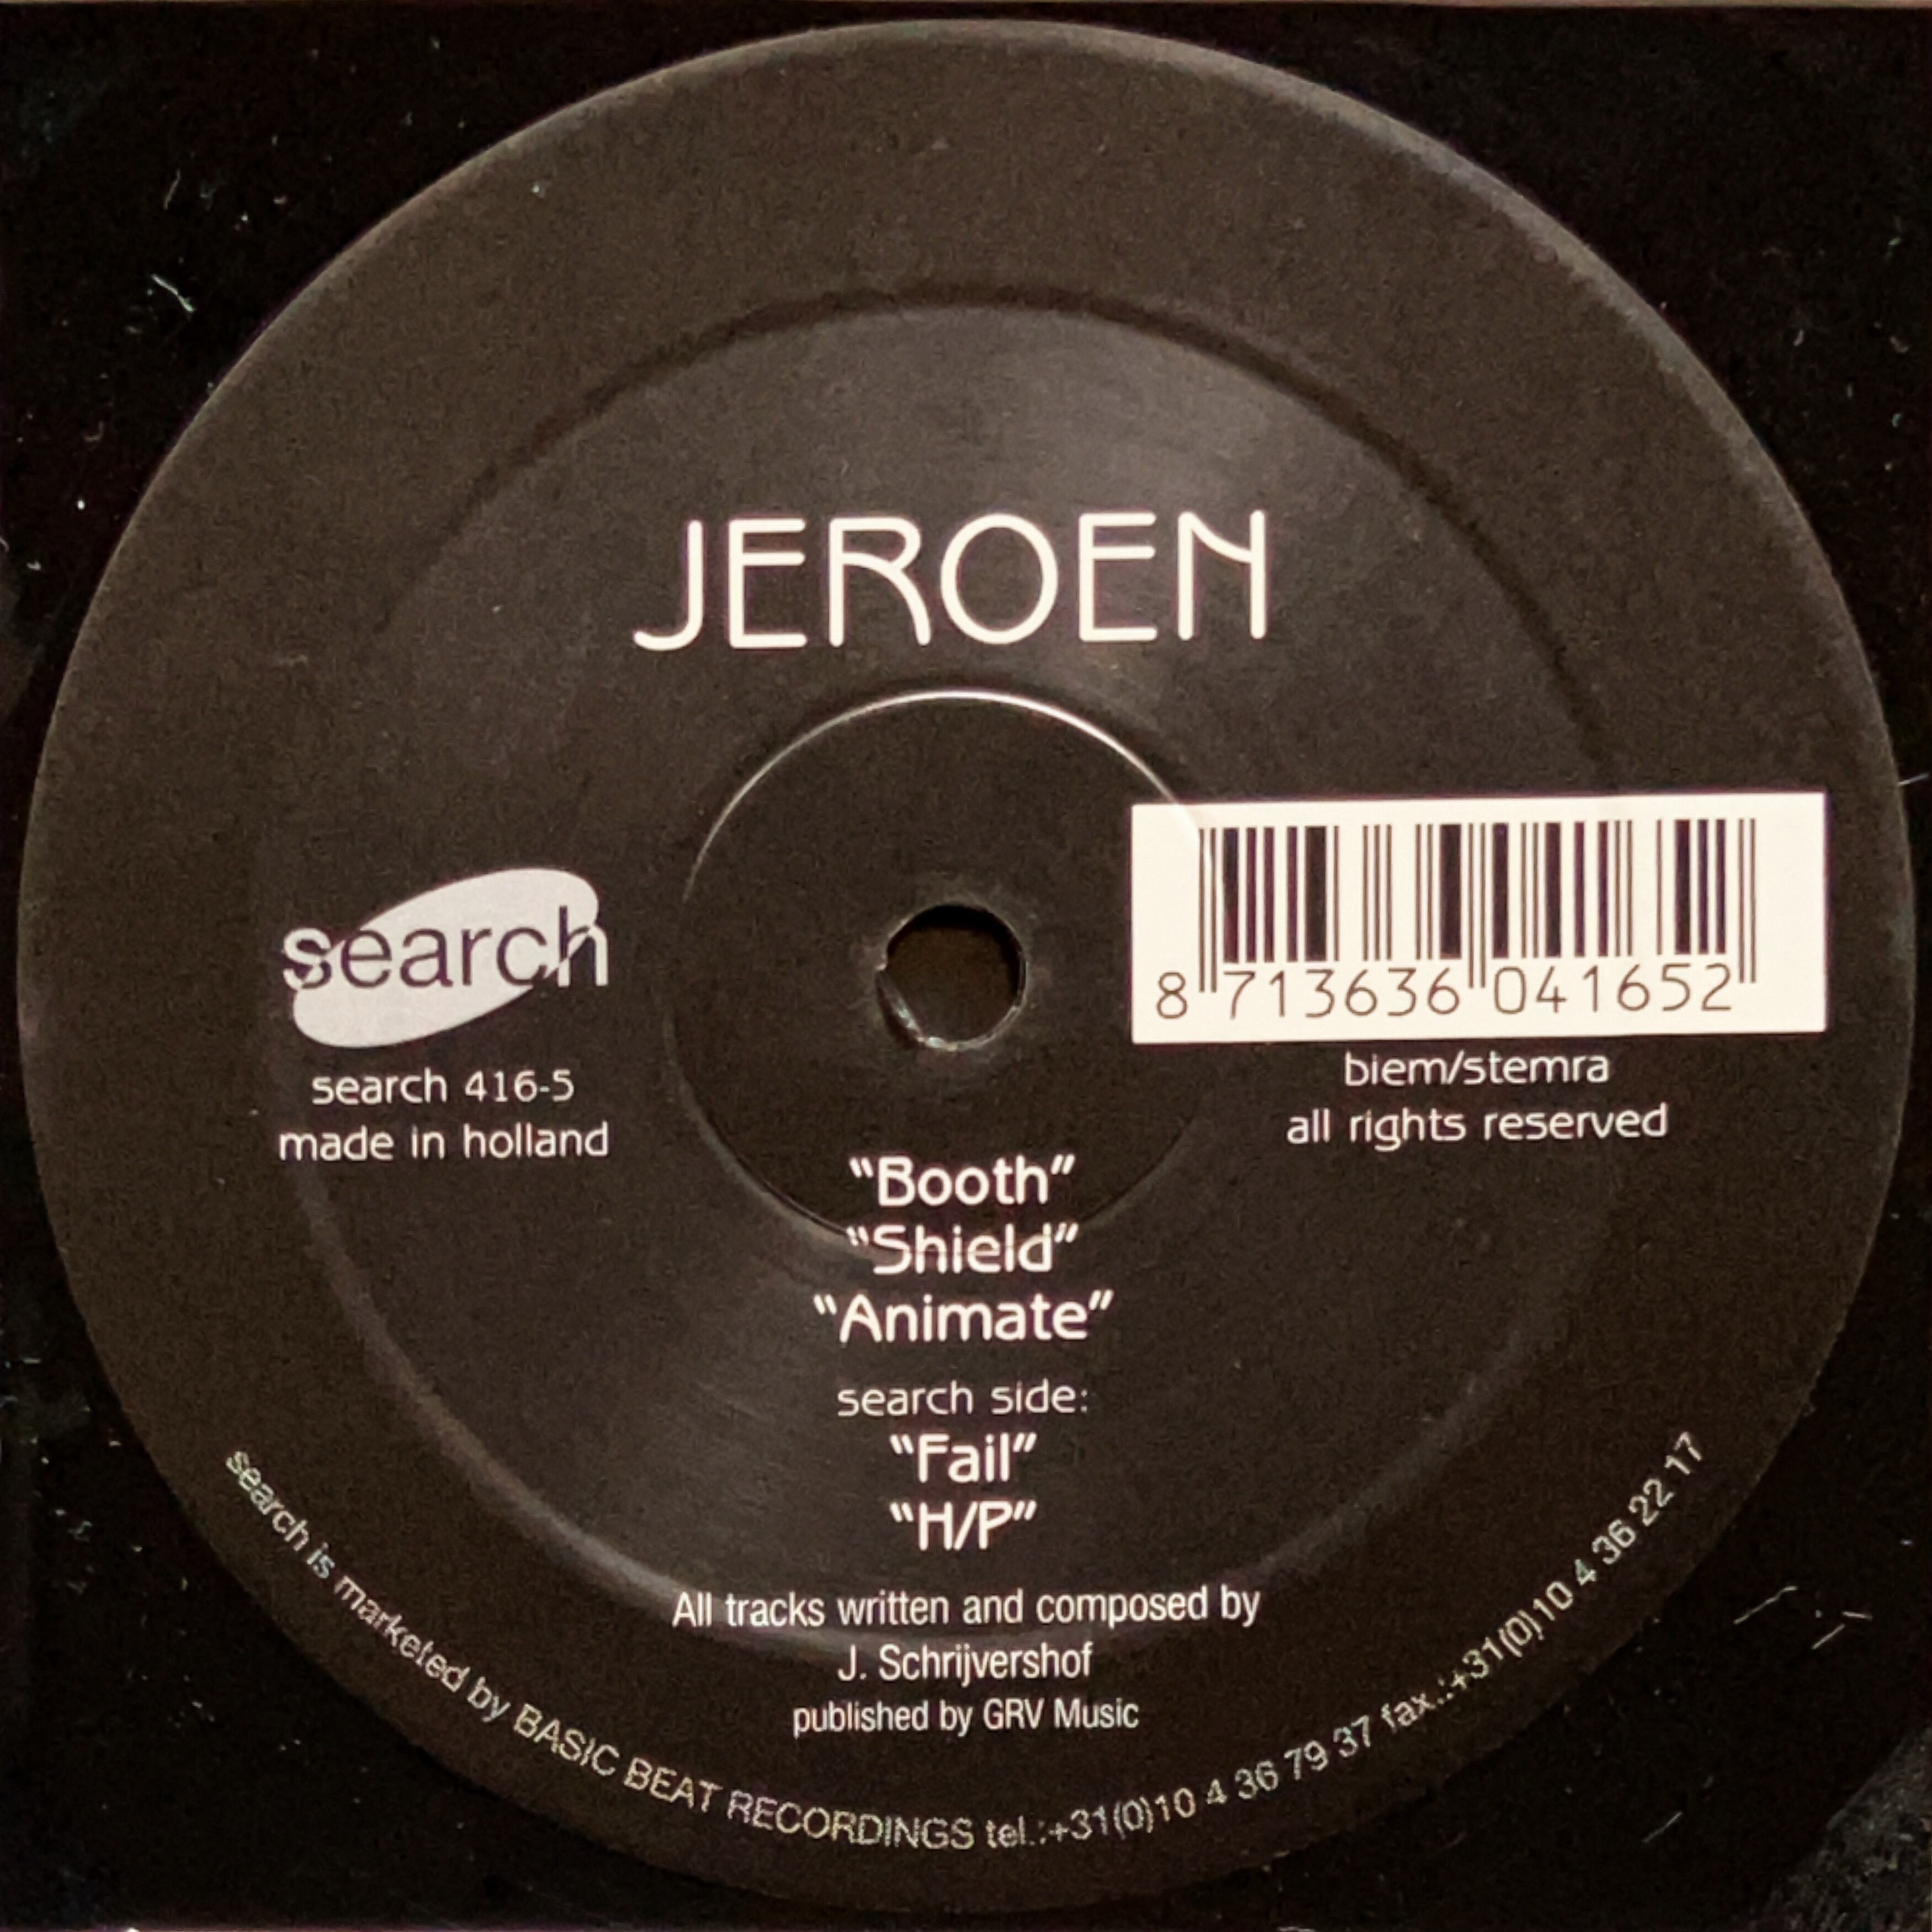 JEROEN
search
search 416-5
made in holland
8 713636 041652
biem/stemra
all rights reserved
"Booth"
"Shield"
"Animate"
search side:
"Fail"
"H/P"
All tracks written and composed by
J. Schrijvershof
published by GRV Music
search is marketed by BASIC BEAT RECORDINGS tel.:+31(0)10 4 36 79 37 fax.:+31(0)10 4 36 22 17